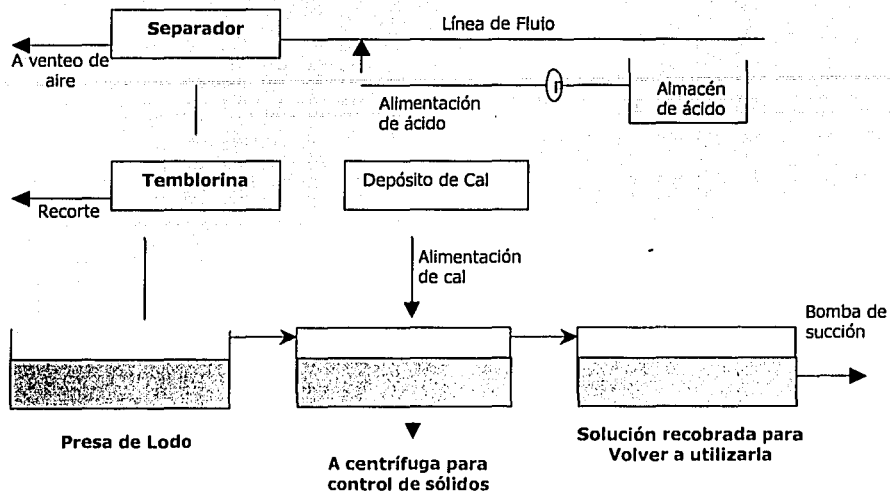 Separador
Línea de Fluio
A venteo de
aire
Alimentación
de ácido
Almacén
de ácido
Temblorina
Depósito de Cal
Recorte
Alimentación
de cal
Bomba de
succión
Presa de Lodo
A centrífuga para
control de sólidos
Solución recobrada para
Volver a utilizarla